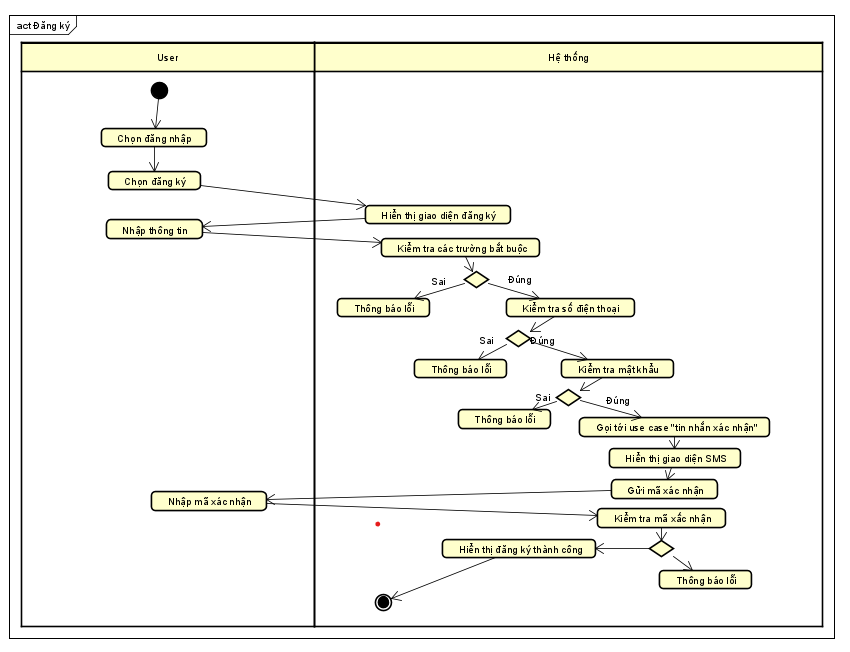 act Đăng ký
User
Hệ thống
Chọn đăng nhập
Chọn đăng ký
Hiển thị giao diện đăng ký
Nhập thông tin
Kiểm tra các trường bắt buộc
Sai
Đúng
Thông báo lỗi
Kiểm tra số điện thoại
Sai
Đúng
Thông báo lỗi
Kiểm tra mật khẩu
Sai
Đúng
Thông báo lỗi
Gọi tới use case "tin nhắn xác nhận"
Hiển thị giao diện SMS
Gửi mã xác nhận
Nhập mã xác nhận
Kiểm tra mã xấc nhận
Hiển thị đăng ký thành công
Thông báo lỗi